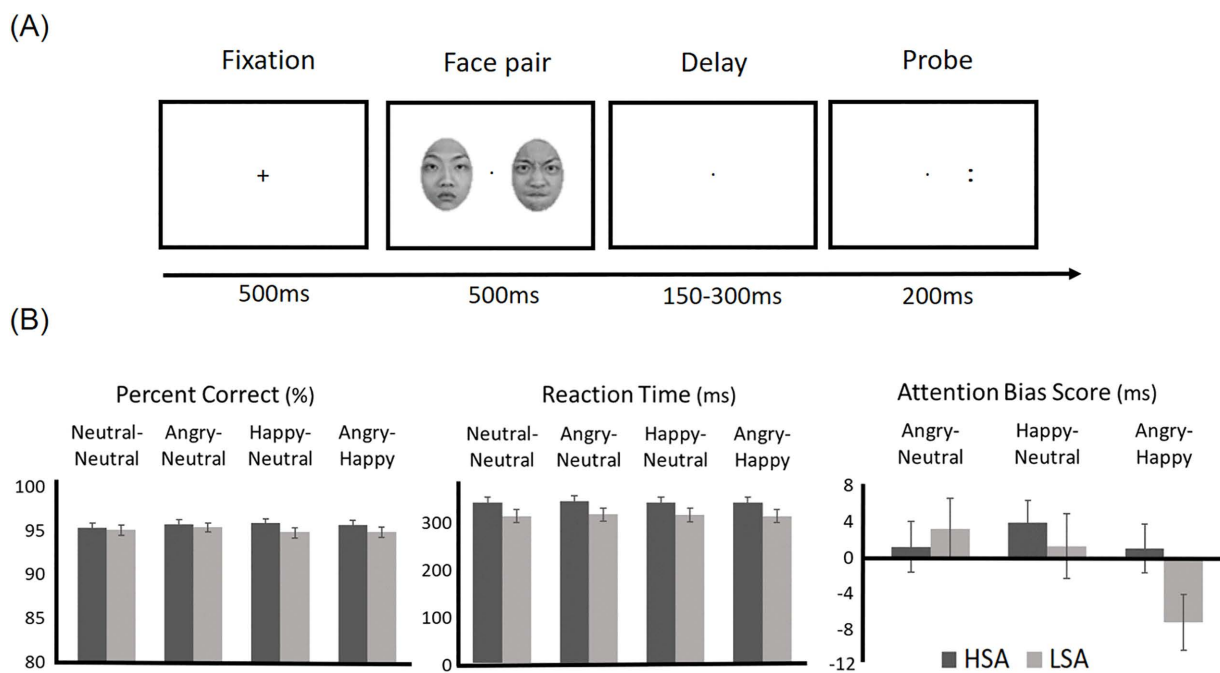 (A)
Fixation
Face pair
Delay
Probe
+
:
500ms
500ms
150-300ms
200ms
(B)
Percent Correct (%)
Neutral-
Neutral
Angry-
Neutral
Happy-
Neutral
Angry-
Happy
100
95
90
85
80
Reaction Time (ms)
Neutral-
Neutral
Angry-
Neutral
Happy-
Neutral
Angry-
Happy
300
200
100
0
Attention Bias Score (ms)
Angry-
Neutral
Happy-
Neutral
Angry-
Happy
8
4
0
-4
-8
-12
HSA
LSA